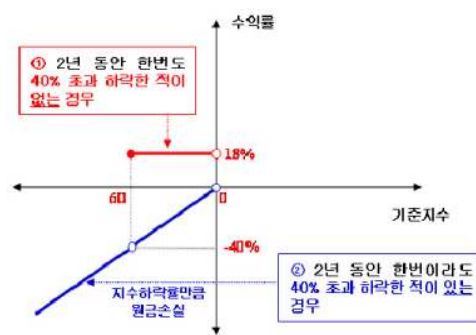 수익률
① 2년 동안 한번도
40% 초과 하락한 적이
없는 경우
18%
60
0
기준지수
-40%
지수하락률만큼
원금손실
② 2년 동안 한번이라도
40% 초과 하락한 적이 있는
경우